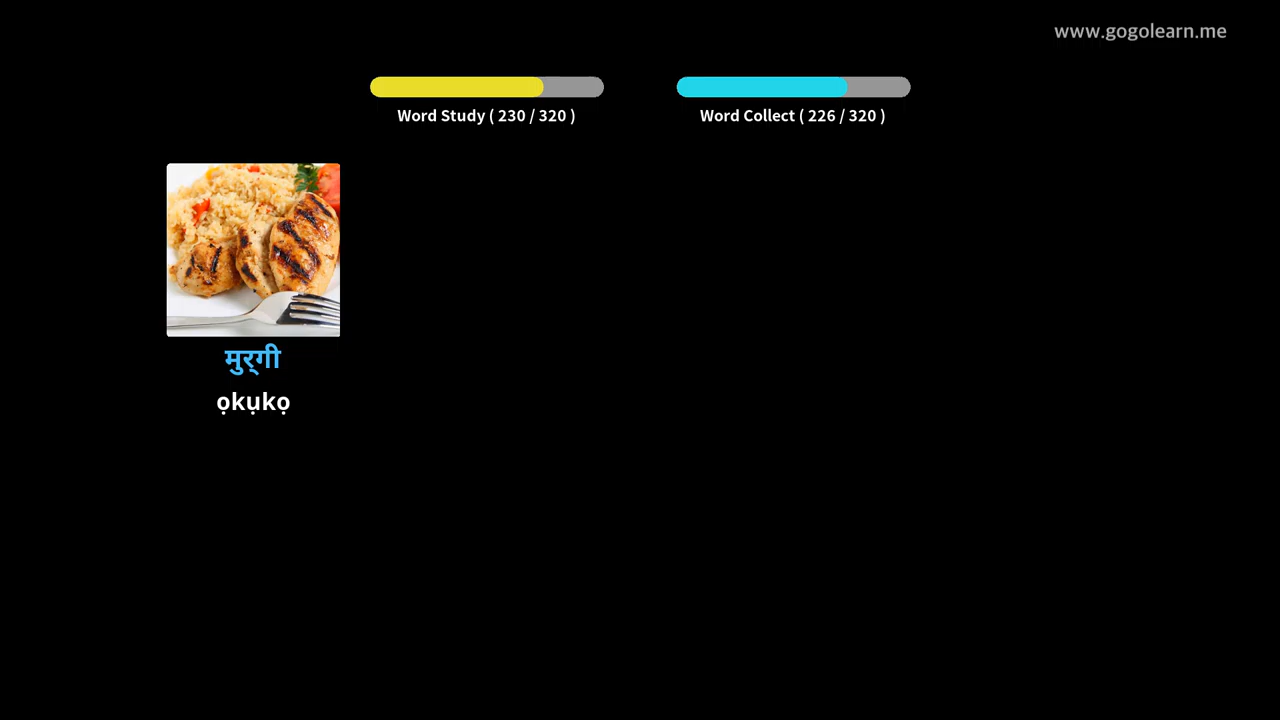 www.gogolearn.me
Word Study ( 230 / 320 )
Word Collect ( 226 / 320 )
मुर्गी
ọkụkọ